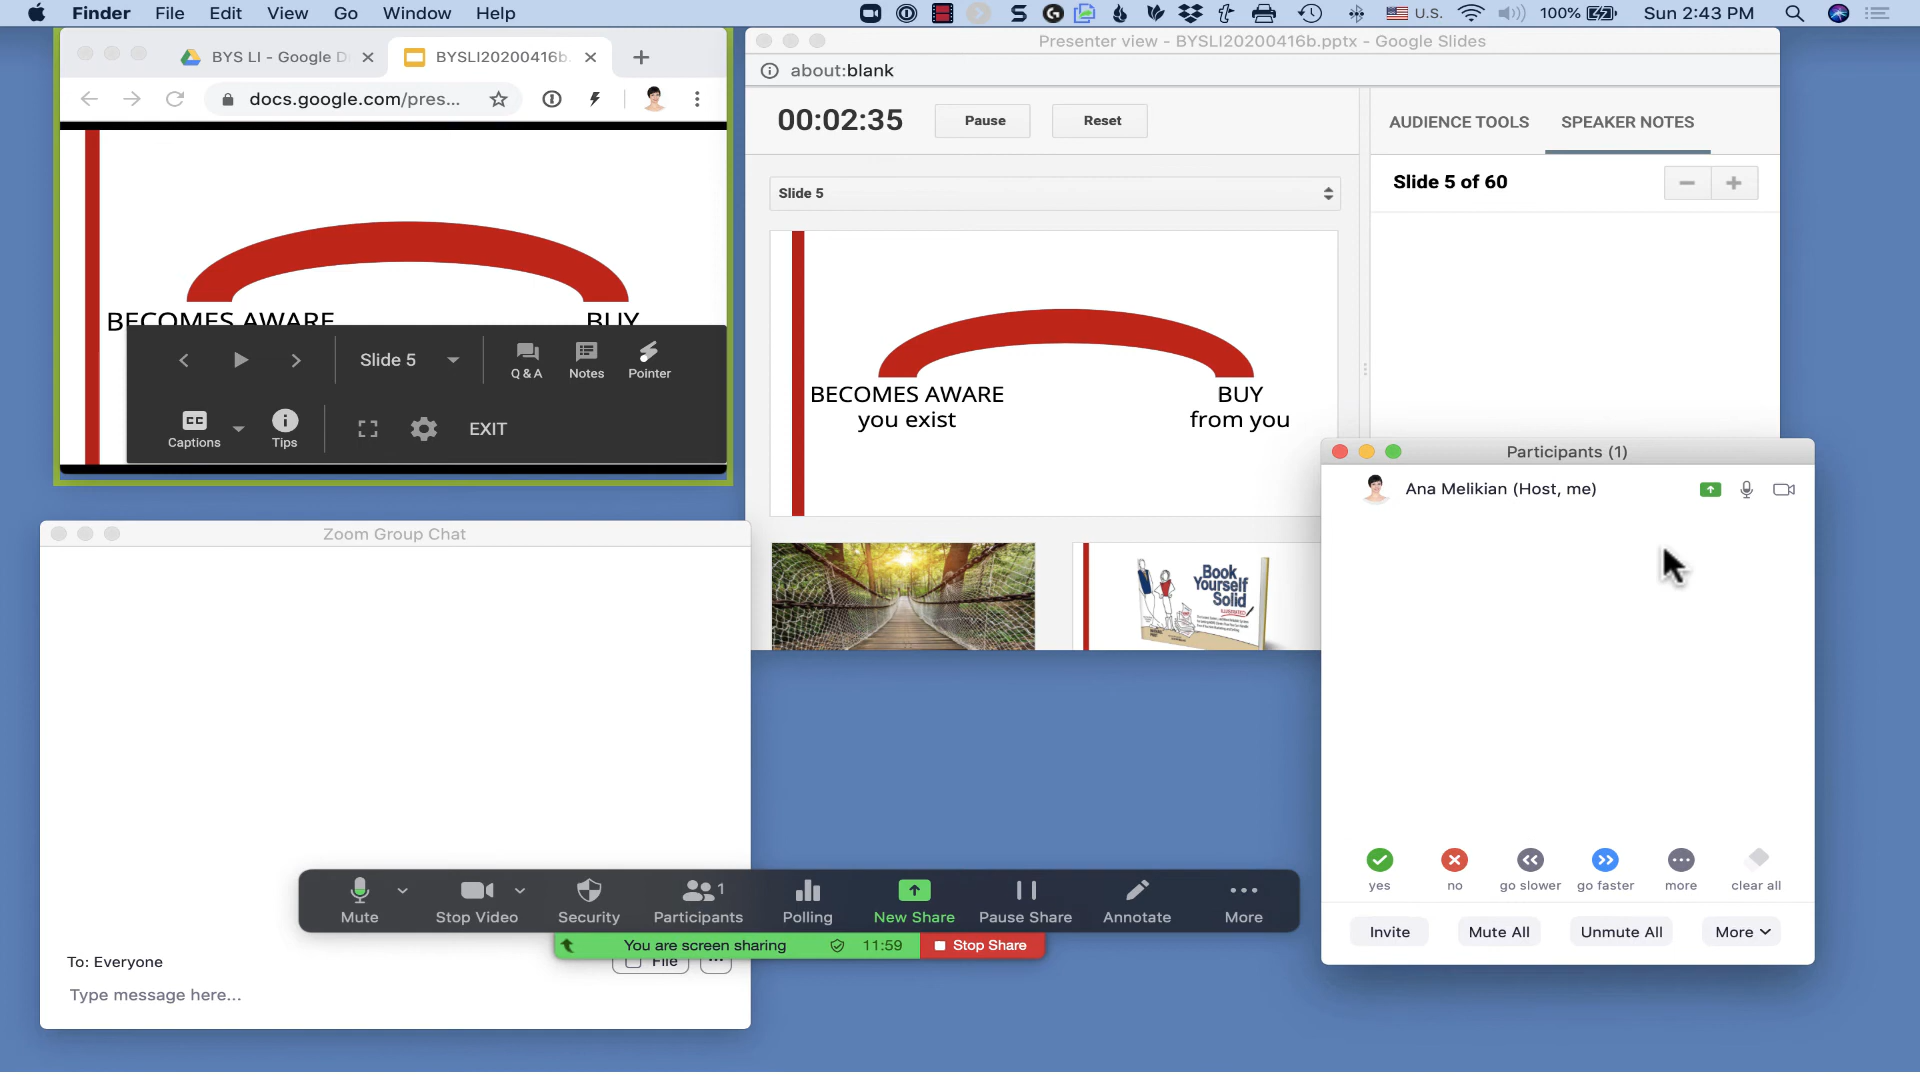 Finder File Edit View Go Window Help
U.S. 100% Sun 2:43 PM
BYS LI - Google D
BYSLI20200416b.
docs.google.com/pres...
BECOMES AWARE
BUY
Slide 5
Q & A
Notes
Pointer
CC
Captions
Tips
EXIT
Presenter view - BYSLI20200416b.pptx - Google Slides
about:blank
00:02:35
Pause
Reset
AUDIENCE TOOLS
SPEAKER NOTES
Slide 5
Slide 5 of 60
BECOMES AWARE
you exist
BUY
from you
Book
Yourself
Solid
ILLUSTRATED
Participants (1)
Ana Melikian (Host, me)
yes
no
go slower
go faster
more
clear all
Invite
Mute All
Unmute All
More
Zoom Group Chat
Mute
Stop Video
Security
1
Participants
Polling
New Share
Pause Share
Annotate
More
You are screen sharing
11:59
Stop Share
To: Everyone
File
Type message here...